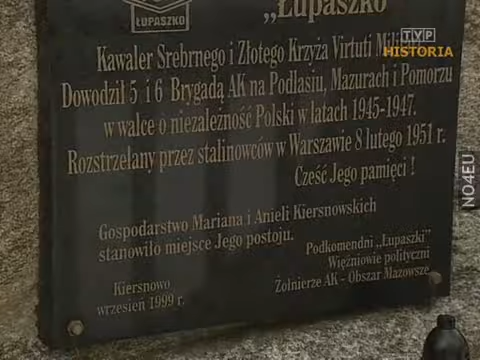 ŁUPASZKO
„Łupaszko
TVP
HISTORIA
Kawaler Srebrnego i Złotego Krzyża Virtuti Mili
Dowodził 5 i 6 Brygadą AK na Podlasiu, Mazurach i Pomorzu
w walce o niezależność Polski w latach 1945-1947.
Rozstrzelany przez stalinowców w Warszawie 8 lutego 1951 r.
Cześć Jego pamięci !
Gospodarstwo Mariana i Anieli Kiersnowskich
stanowiło miejsce Jego postoju.
Podkomendni „Łupaszki”
Więźniowie polityczni
Żołnierze AK - Obszar Mazowsze
Kiersnowo
wrzesień 1999 r.
NO4EU